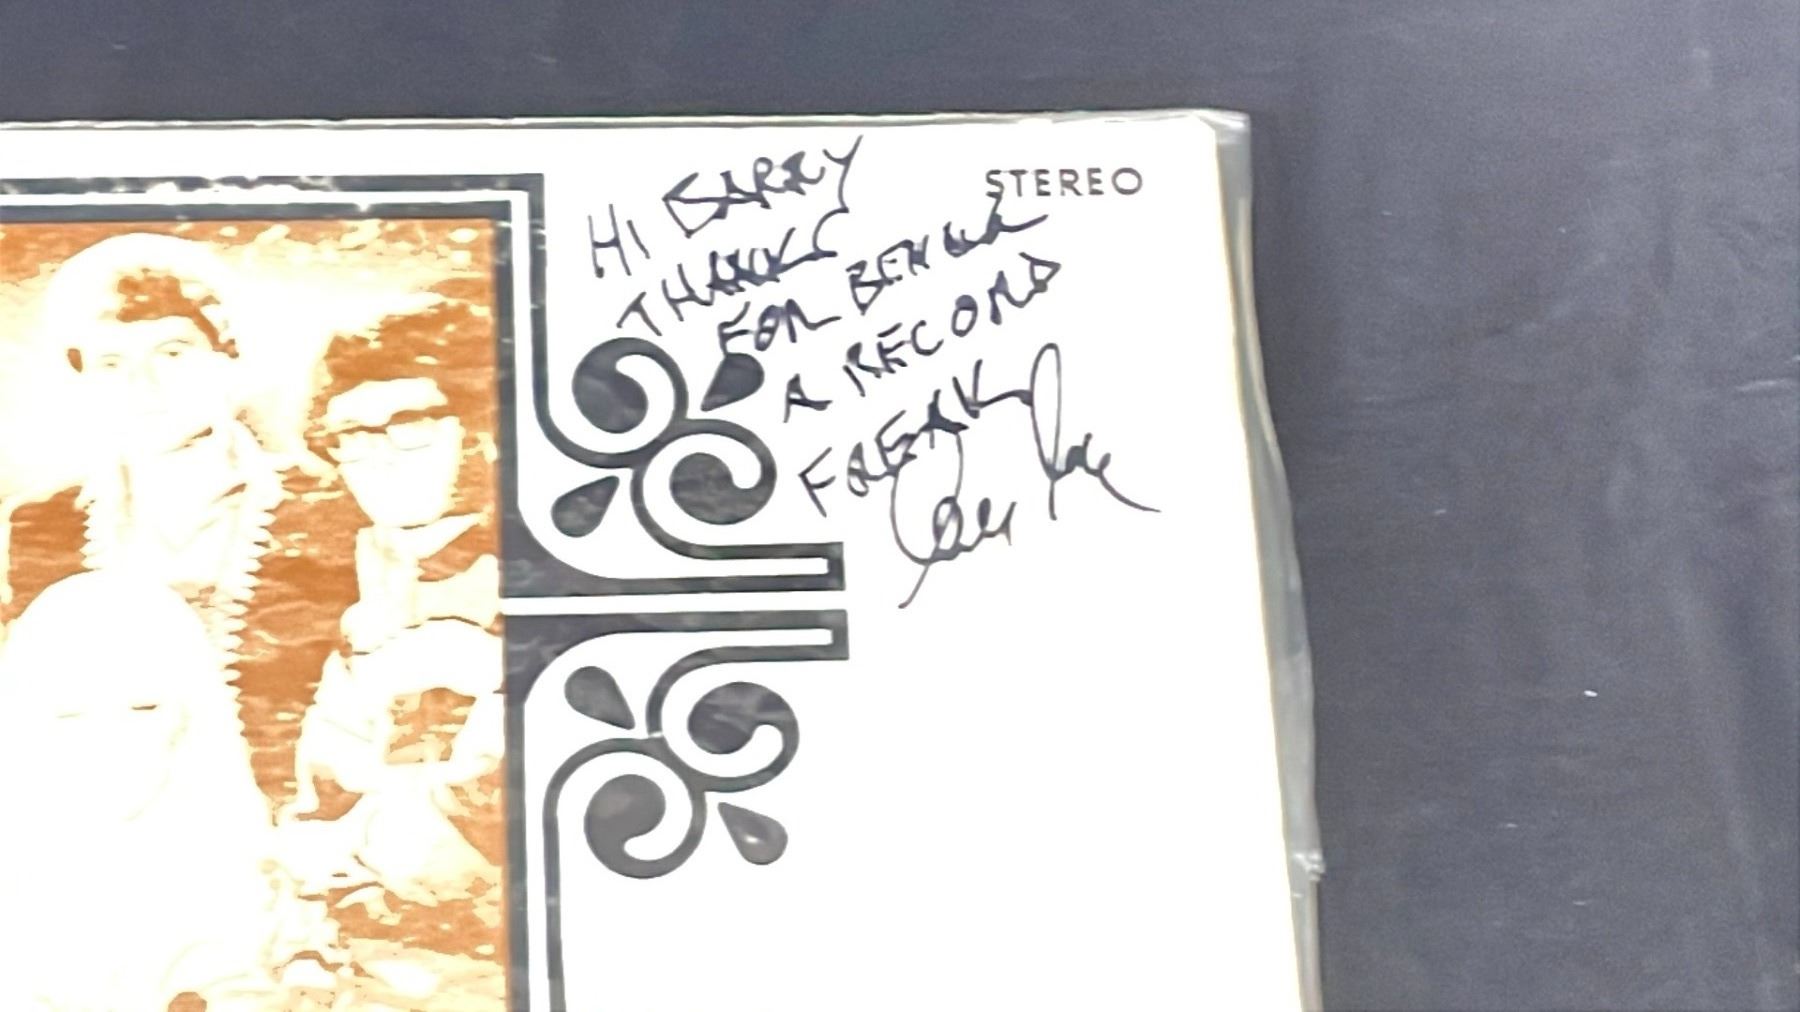 STEREO
HI BARRY
THANKS
FOR BEING
A RECORD
FREAK